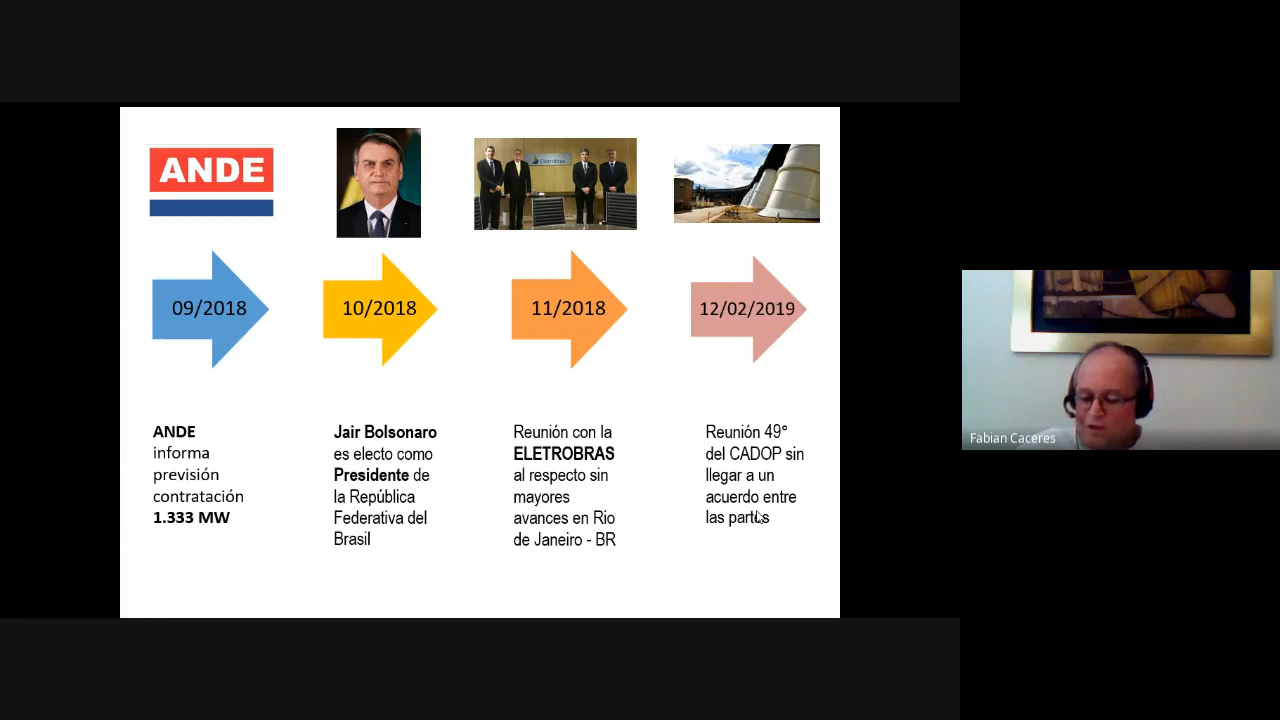 ANDE
Eletrobras
09/2018
10/2018
11/2018
12/02/2019
ANDE
informa
previsión
contratación
1.333 MW
Jair Bolsonaro
es electo como
Presidente de
la República
Federativa del
Brasil
Reunión con la
ELETROBRAS
al respecto sin
mayores
avances en Rio
de Janeiro - BR
Reunión 49°
del CADOP sin
llegar a un
acuerdo entre
las partes
Fabian Caceres